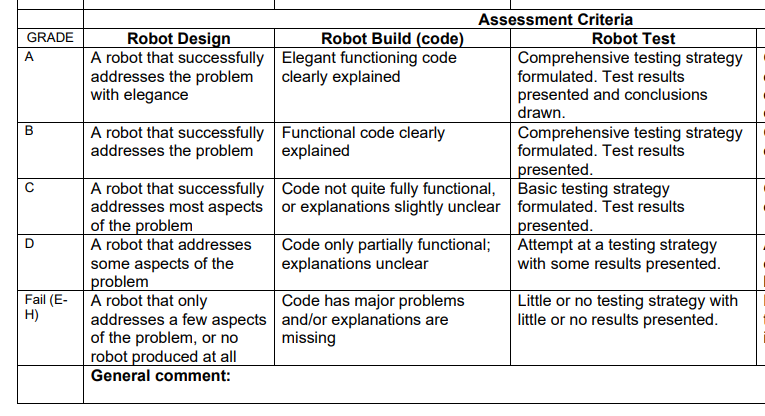 Assessment Criteria
GRADE Robot Design Robot Build (code) Robot Test
A
A robot that successfully
addresses the problem
with elegance
Elegant functioning code
clearly explained
Comprehensive testing strategy
formulated. Test results
presented and conclusions
drawn.
B
A robot that successfully
addresses the problem
Functional code clearly
explained
Comprehensive testing strategy
formulated. Test results
presented.
C
A robot that successfully
addresses most aspects
of the problem
Code not quite fully functional,
or explanations slightly unclear
Basic testing strategy
formulated. Test results
presented.
D
A robot that addresses
some aspects of the
problem
Code only partially functional;
explanations unclear
Attempt at a testing strategy
with some results presented.
Fail (E-
H)
A robot that only
addresses a few aspects
of the problem, or no
robot produced at all
Code has major problems
and/or explanations are
missing
Little or no testing strategy with
little or no results presented.
General comment: